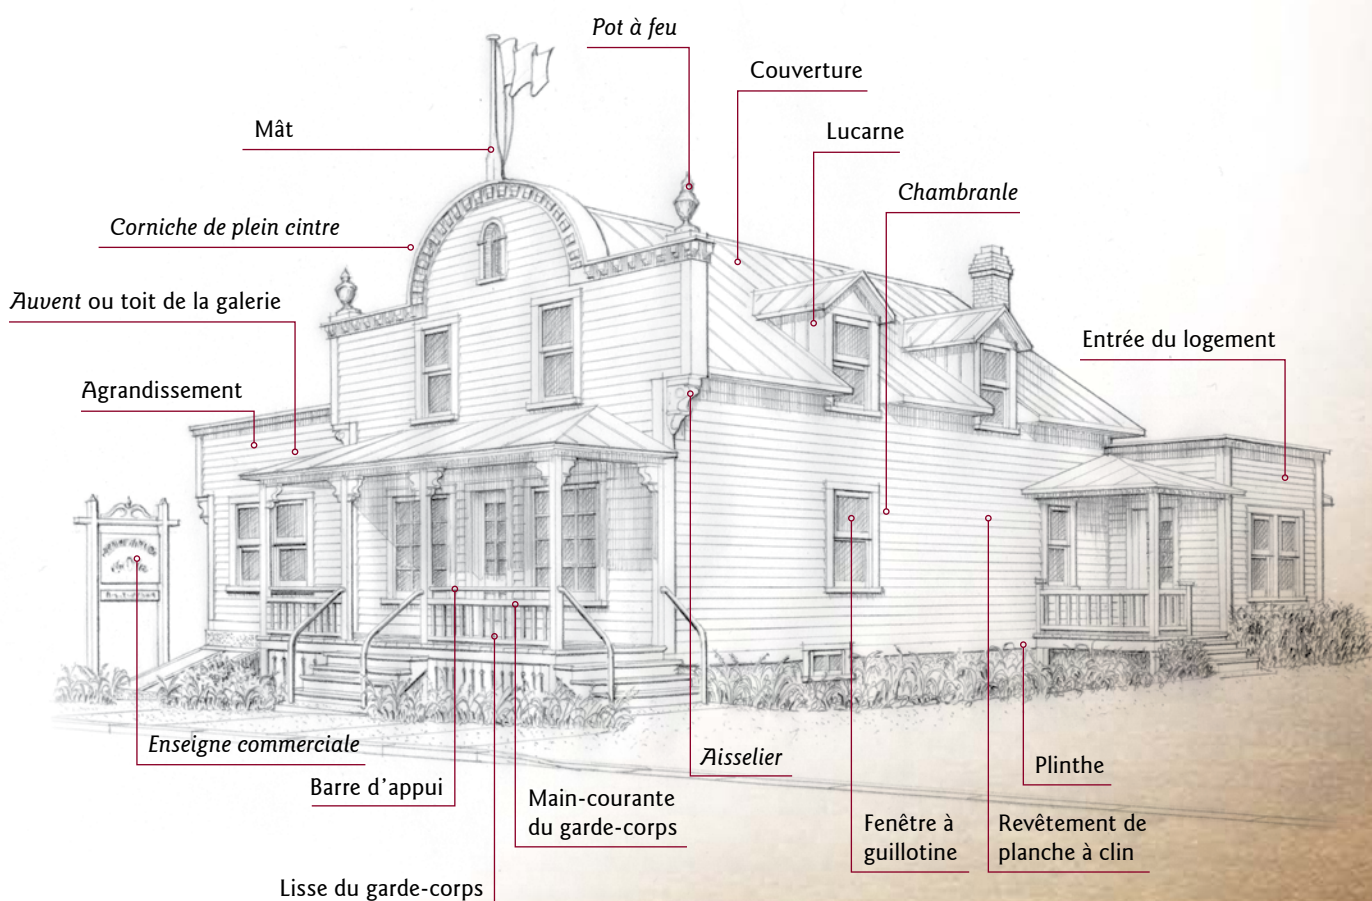 Pot à feu
Couverture
Mât
Lucarne
Chambranle
Corniche de plein cintre
Auvent ou toit de la galerie
Entrée du logement
Agrandissement
Enseigne commerciale
Aisselier
Barre d'appui
Plinthe
Main-courante
du garde-corps
Fenêtre à
guillotine
Revêtement de
planche à clin
Lisse du garde-corps